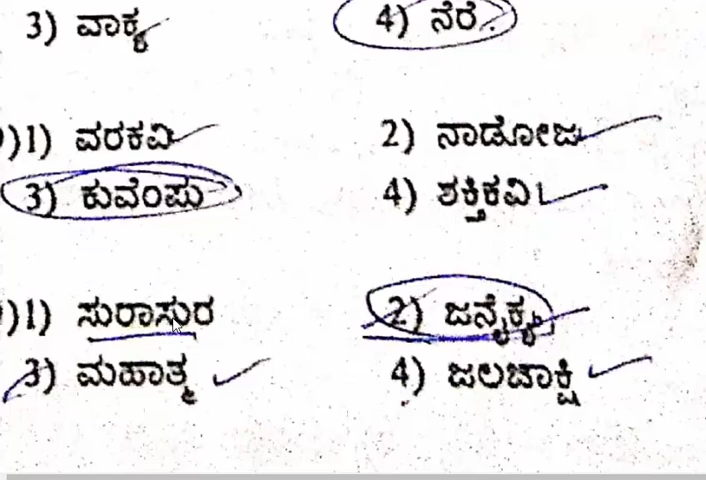 3) ವಾಕ್ಯ 4) ನೆರೆ.
)1) ವರಕವಿ 2) ನಾಡೋಜ
3) ಕುವೆಂಪು 4) ಶಕ್ತಿಕವಿ
)1) ಸುರಾಸುರ 2) ಜನೈಕ್ಯ
3) ಮಹಾತ್ಮ 4) ಜಲಚಾಕ್ಷಿ